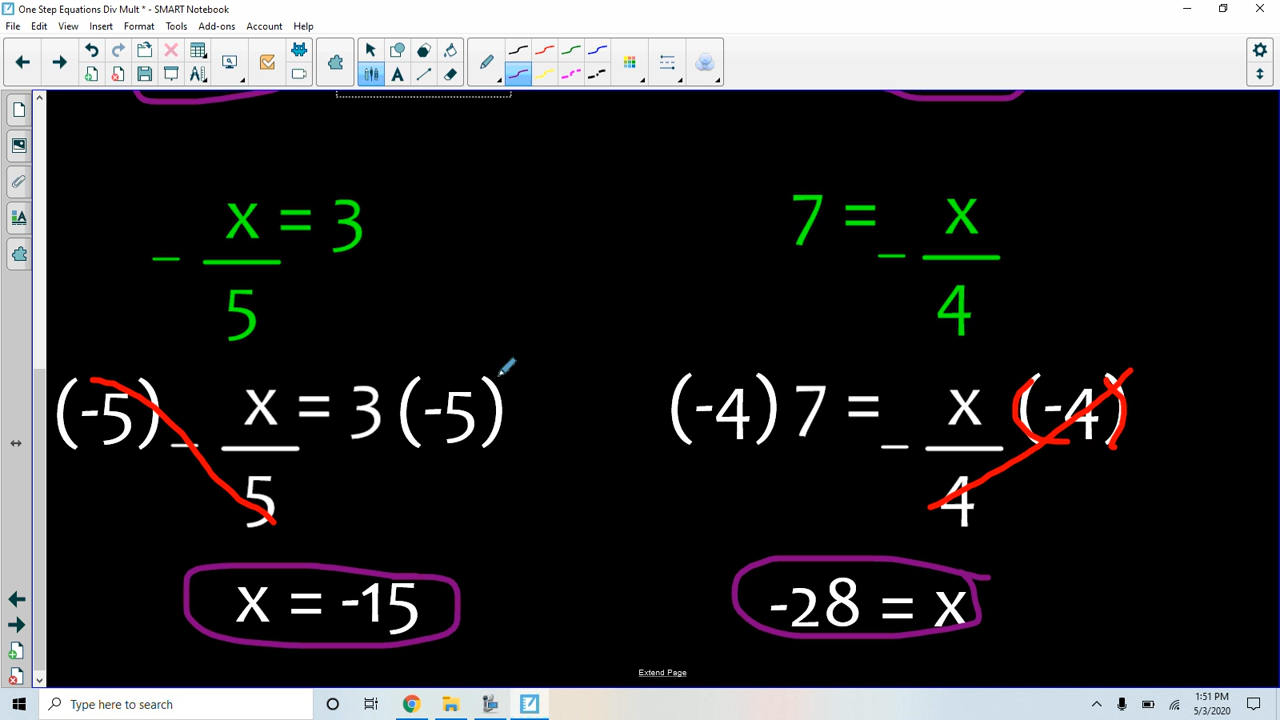 One Step Equations Div Mult * - SMART Notebook
File Edit View Insert Format Tools Add-ons Account Help
x = 3
–
5
7 = x
–
4
(-5) x = 3 (-5)
–
5
(-4) 7 = x (-4)
–
4
x = -15
-28 = x
Extend Page
Type here to search
1:51 PM
5/3/2020